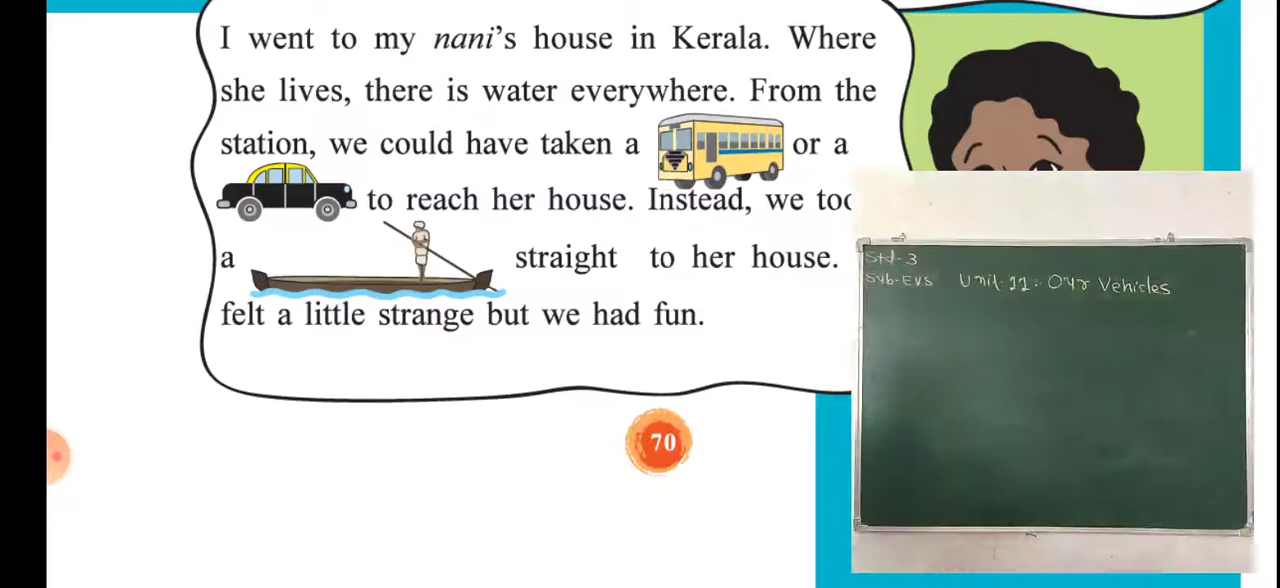 I went to my nani's house in Kerala. Where
she lives, there is water everywhere. From the
station, we could have taken a or a
to reach her house. Instead, we too
a straight to her house.
felt a little strange but we had fun.
70
Std-3
Sub-EVS Unit-11:- Our Vehicles